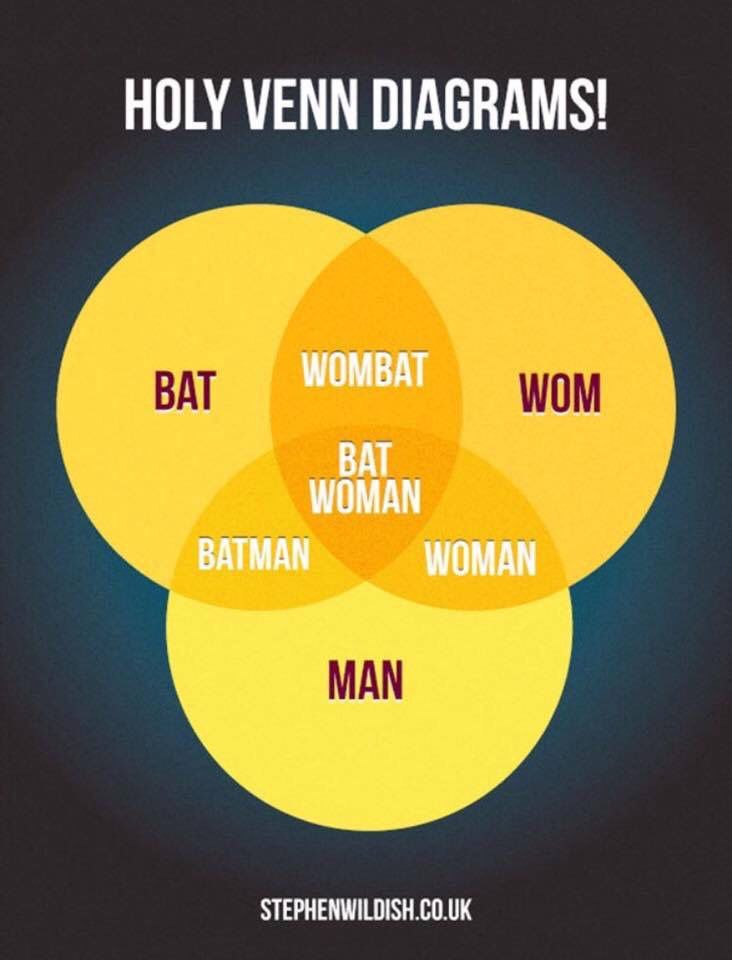 HOLY VENN DIAGRAMS!
WOMBAT
BAT
WOM
BAT
WOMAN
BATMAN
WOMAN
MAN
STEPHENWILDISH.CO.UK